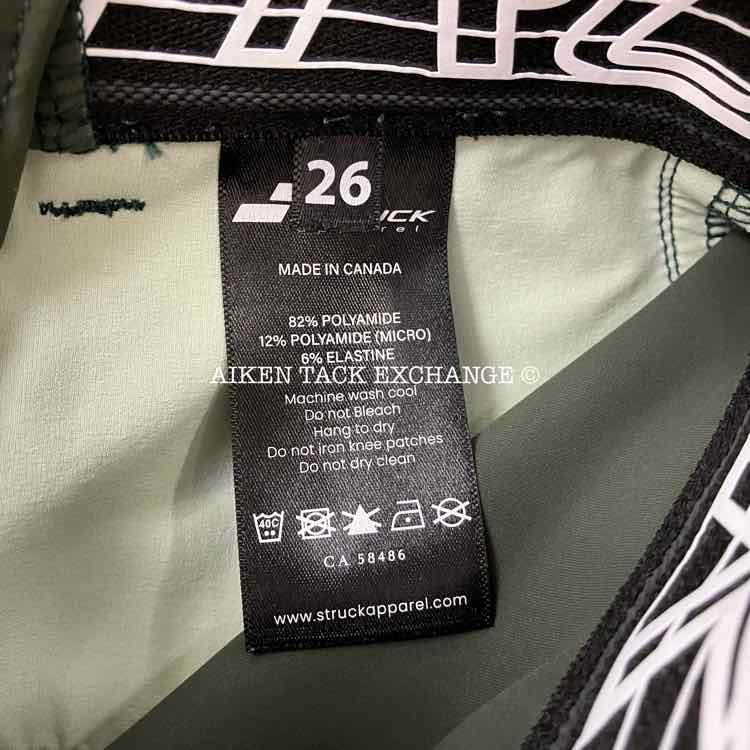 26
MADE IN CANADA
82% POLYAMIDE
12% POLYAMIDE (MICRO)
6% ELASTINE
AIKEN TACK EXCHANGE ©
Machine wash cool
Do not Bleach
Hang to dry
Do not iron knee patches
Do not dry clean
40C
CA 58486
www.struckapparel.com